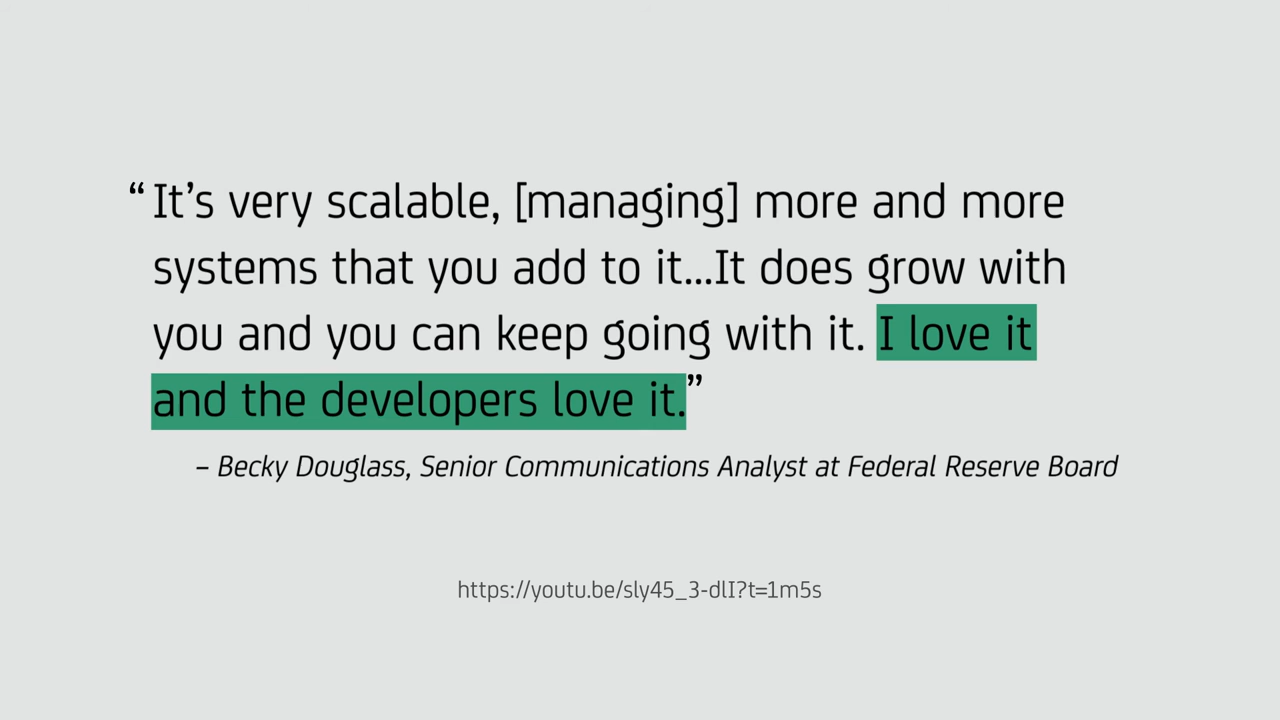 “It’s very scalable, [managing] more and more
systems that you add to it...It does grow with
you and you can keep going with it. I love it
and the developers love it.”
– Becky Douglass, Senior Communications Analyst at Federal Reserve Board
https://youtu.be/sly45_3-dlI?t=1m5s